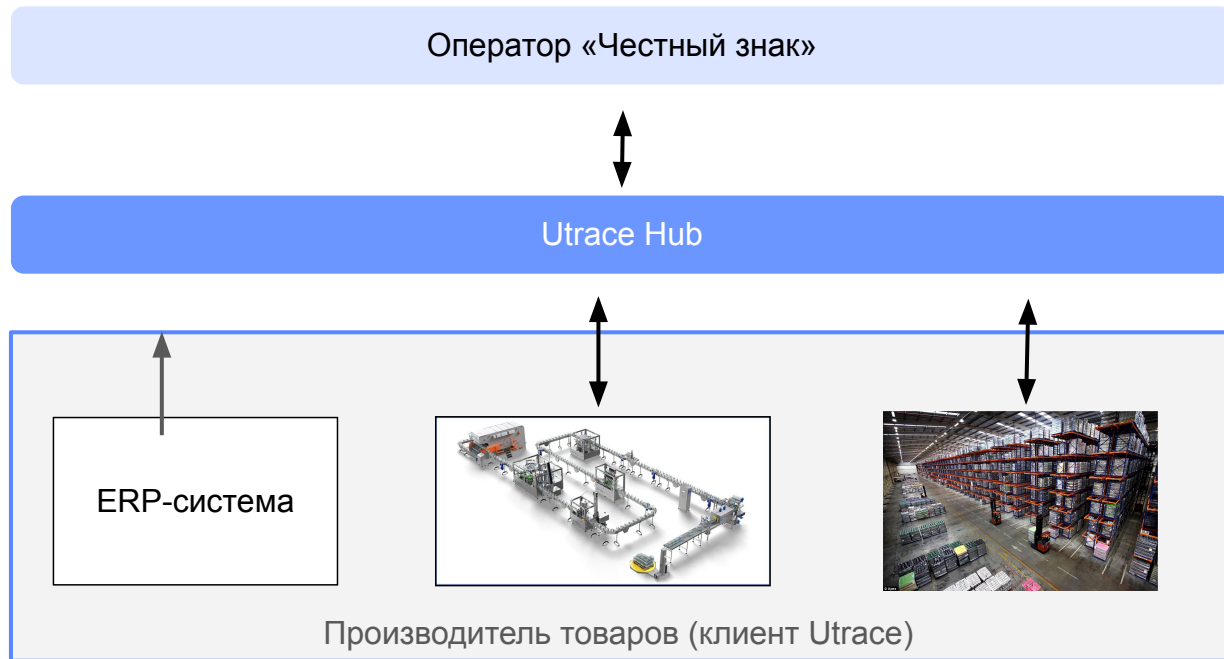 Оператор «Честный знак»
Utrace Hub
ERP-система
Производитель товаров (клиент Utrace)